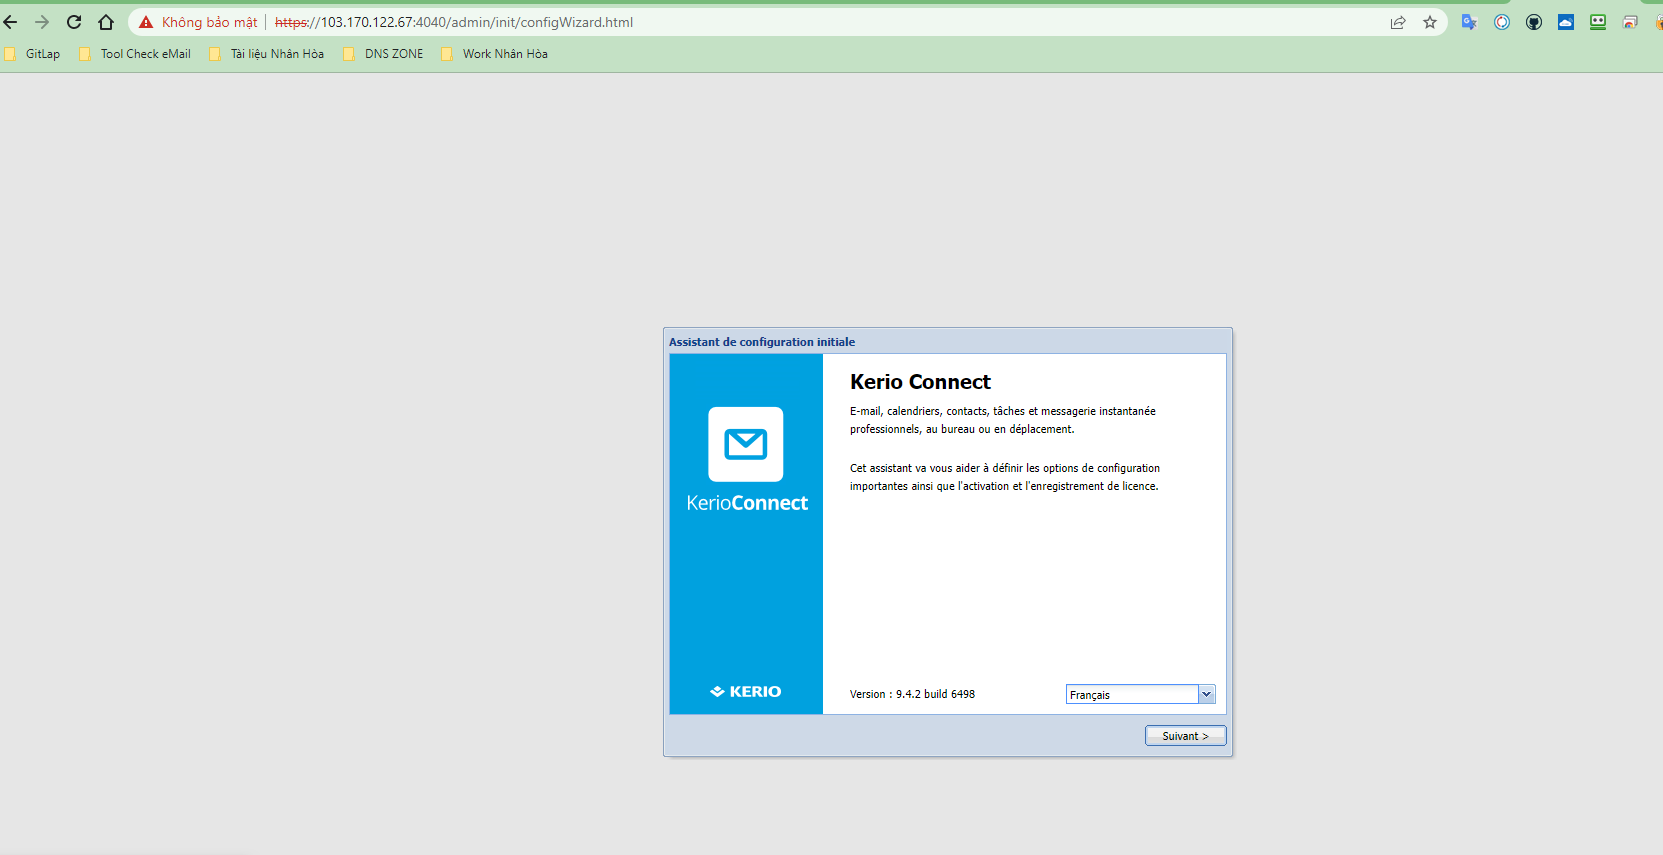 Không bảo mật https://103.170.122.67:4040/admin/init/configWizard.html
GitLap Tool Check eMail Tài liệu Nhân Hòa DNS ZONE Work Nhân Hòa
Assistant de configuration initiale
KerioConnect
KERIO
Kerio Connect
E-mail, calendriers, contacts, tâches et messagerie instantanée
professionnels, au bureau ou en déplacement.
Cet assistant va vous aider à définir les options de configuration
importantes ainsi que l'activation et l'enregistrement de licence.
Version : 9.4.2 build 6498 Français
Suivant >